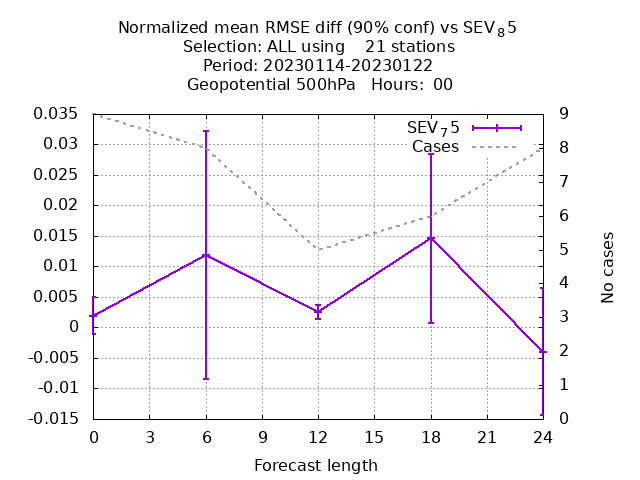 Normalized mean RMSE diff (90% conf) vs SEV₈5
Selection: ALL using    21 stations
Period: 20230114-20230122
Geopotential 500hPa   Hours:  00
SEV₇5
Cases
0.035
0.03
0.025
0.02
0.015
0.01
0.005
0
-0.005
-0.01
-0.015
9
8
7
6
5
4
3
2
1
0
No cases
0 3 6 9 12 15 18 21 24
Forecast length